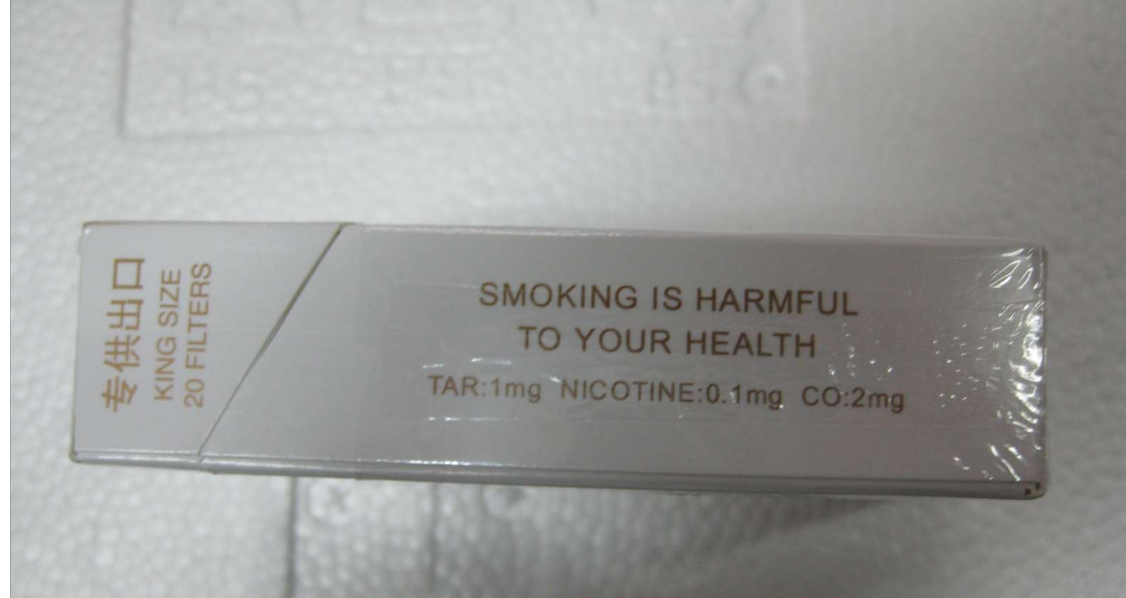 专供出口
KING SIZE
20 FILTERS
SMOKING IS HARMFUL
TO YOUR HEALTH
TAR:1mg NICOTINE:0.1mg CO:2mg